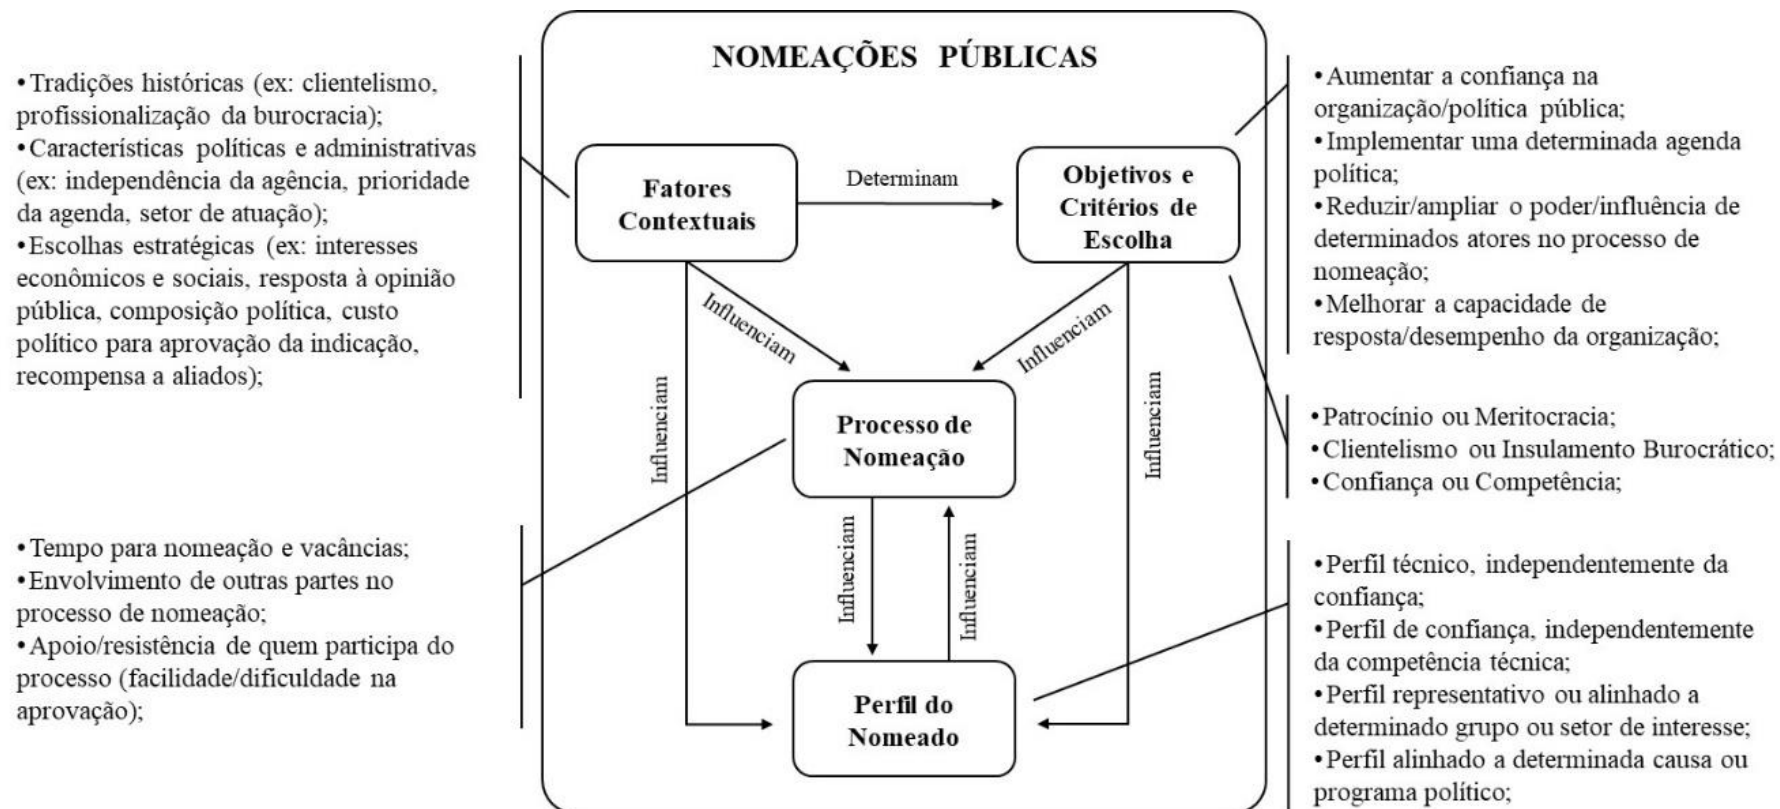 NOMEAÇÕES PÚBLICAS
•Tradições históricas (ex: clientelismo,
profissionalização da burocracia);
•Características políticas e administrativas
(ex: independência da agência, prioridade
da agenda, setor de atuação);
•Escolhas estratégicas (ex: interesses
econômicos e sociais, resposta à opinião
pública, composição política, custo
político para aprovação da indicação,
recompensa a aliados);
Fatores
Contextuais
Determinam
Objetivos e
Critérios de
Escolha
•Aumentar a confiança na
organização/política pública;
•Implementar uma determinada agenda
política;
•Reduzir/ampliar o poder/influência de
determinados atores no processo de
nomeação;
•Melhorar a capacidade de
resposta/desempenho da organização;
Influenciam
Influenciam
Influenciam
Influenciam
Processo de
Nomeação
•Patrocínio ou Meritocracia;
•Clientelismo ou Insulamento Burocrático;
•Confiança ou Competência;
•Tempo para nomeação e vacâncias;
•Envolvimento de outras partes no
processo de nomeação;
•Apoio/resistência de quem participa do
processo (facilidade/dificuldade na
aprovação);
Influenciam
Influenciam
Perfil do
Nomeado
•Perfil técnico, independentemente da
confiança;
•Perfil de confiança, independentemente
da competência técnica;
•Perfil representativo ou alinhado a
determinado grupo ou setor de interesse;
•Perfil alinhado a determinada causa ou
programa político;